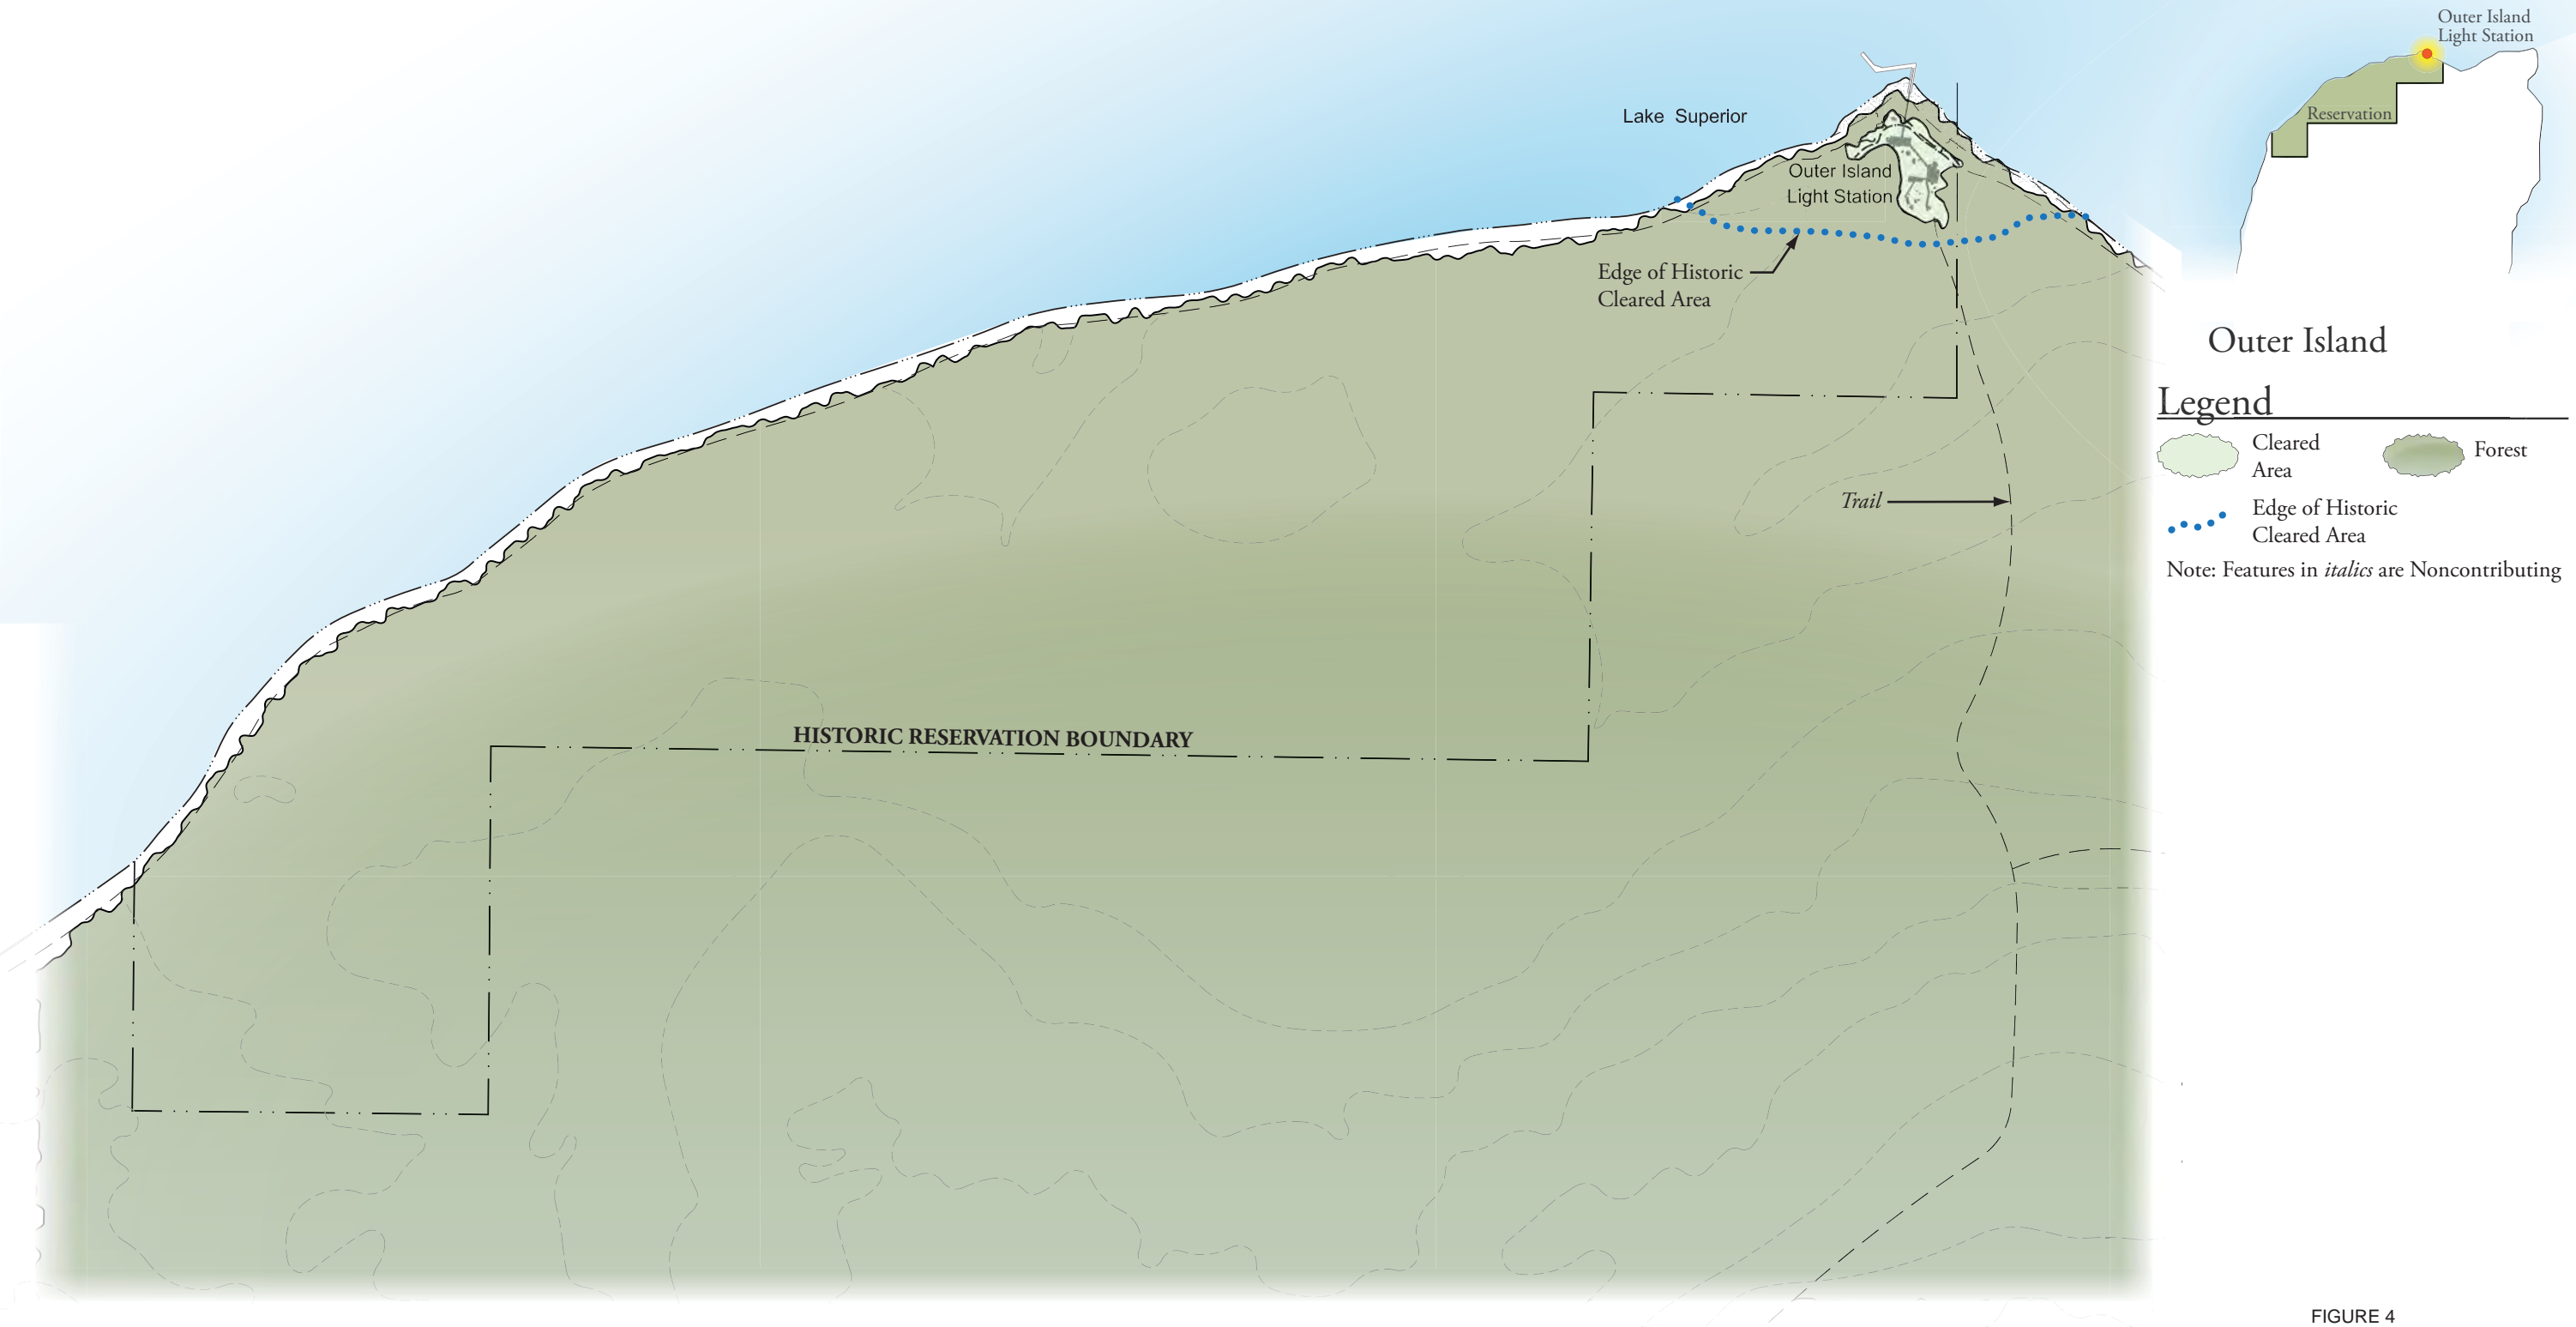 Outer Island
Light Station
Reservation
Lake Superior
Outer Island
Light Station
Edge of Historic
Cleared Area
Trail
HISTORIC RESERVATION BOUNDARY
Outer Island
Legend
Cleared
Area
Forest
Edge of Historic
Cleared Area
Note: Features in italics are Noncontributing
FIGURE 4